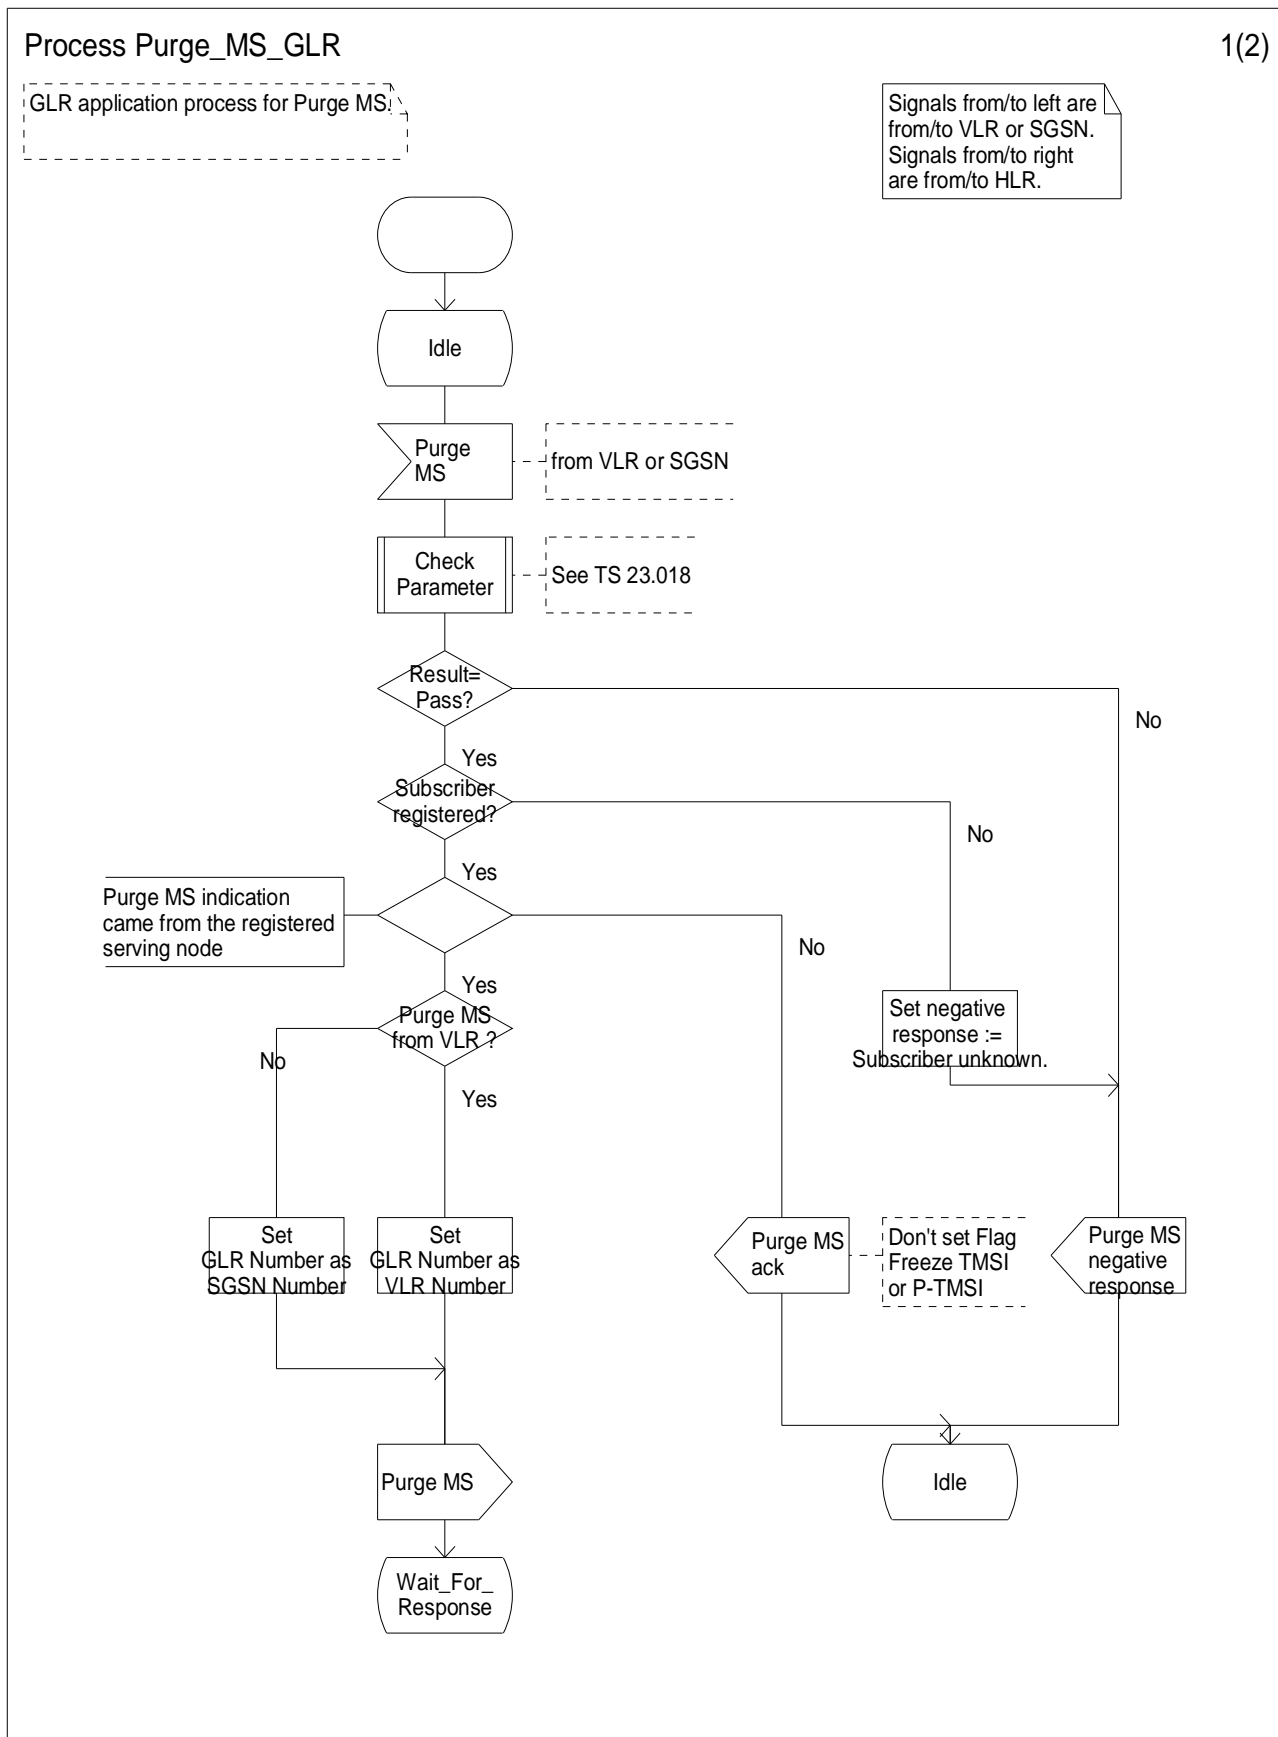 Process Purge_MS_GLR
1(2)
GLR application process for Purge MS.
Signals from/to left are
from/to VLR or SGSN.
Signals from/to right
are from/to HLR.
Idle
Purge
MS
from VLR or SGSN
Check
Parameter
See TS 23.018
Result=
Pass?
No
Yes
Subscriber
registered?
No
Yes
Purge MS indication
came from the registered
serving node
No
Yes
Purge MS
from VLR ?
No
Yes
Set negative
response :=
Subscriber unknown.
Set
GLR Number as
SGSN Number
Set
GLR Number as
VLR Number
Purge MS
ack
Don't set Flag
Freeze TMSI
or P-TMSI
Purge MS
negative
response
Purge MS
Idle
Wait_For_
Response